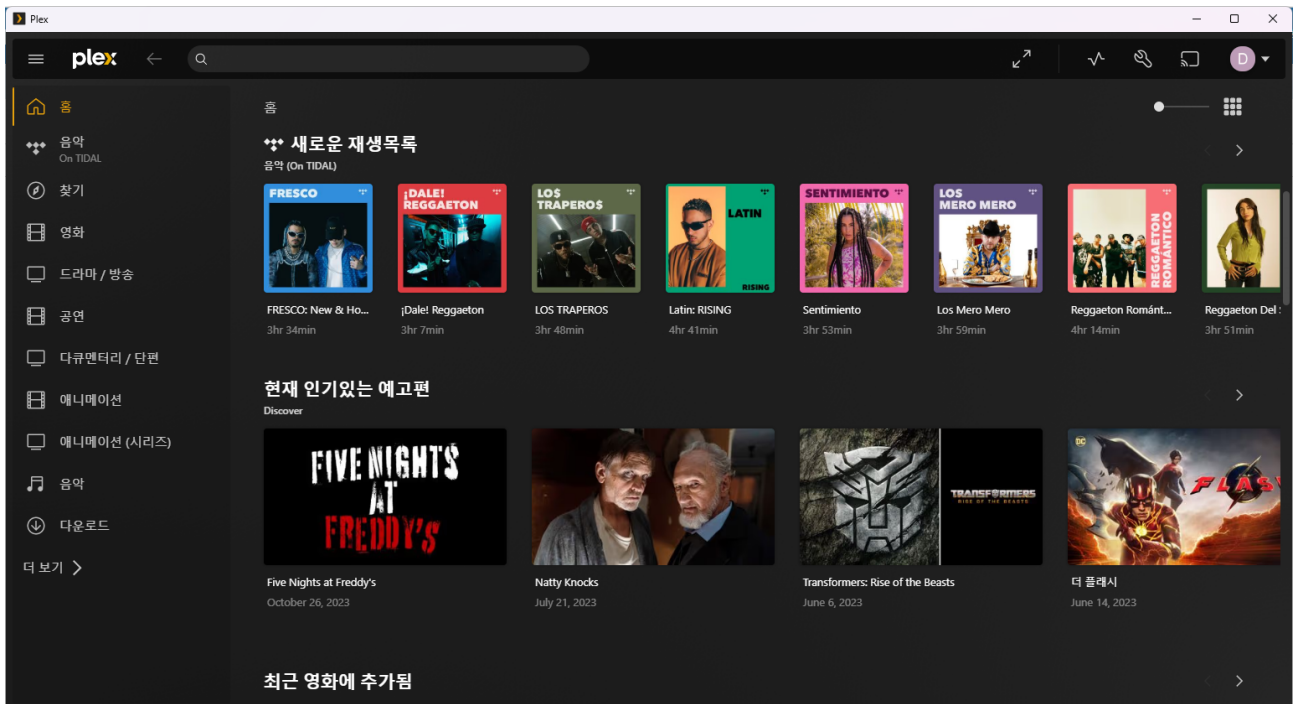 Plex
plex
D
홈
음악
On TIDAL
찾기
영화
드라마 / 방송
공연
다큐멘터리 / 단편
애니메이션
애니메이션 (시리즈)
음악
다운로드
더 보기
홈
새로운 재생목록
음악 (On TIDAL)
FRESCO
¡DALE!
REGGAETON
LO$
TRAPERO$
LATIN
RISING
SENTIMIENTO
LOS
MERO MERO
REGGAETON
ROMÁNTICO
FRESCO: New & Ho...
3hr 34min
¡Dale! Reggaeton
3hr 7min
LOS TRAPEROS
3hr 48min
Latin: RISING
4hr 41min
Sentimiento
3hr 53min
Los Mero Mero
3hr 59min
Reggaeton Románt...
4hr 14min
Reggaeton Del
3hr 51min
현재 인기있는 예고편
Discover
FIVE NIGHTS
AT
FREDDY'S
TRANSFORMERS
RISE OF THE BEASTS
DC
FLAS
Five Nights at Freddy's
October 26, 2023
Natty Knocks
July 21, 2023
Transformers: Rise of the Beasts
June 6, 2023
더 플래시
June 14, 2023
최근 영화에 추가됨